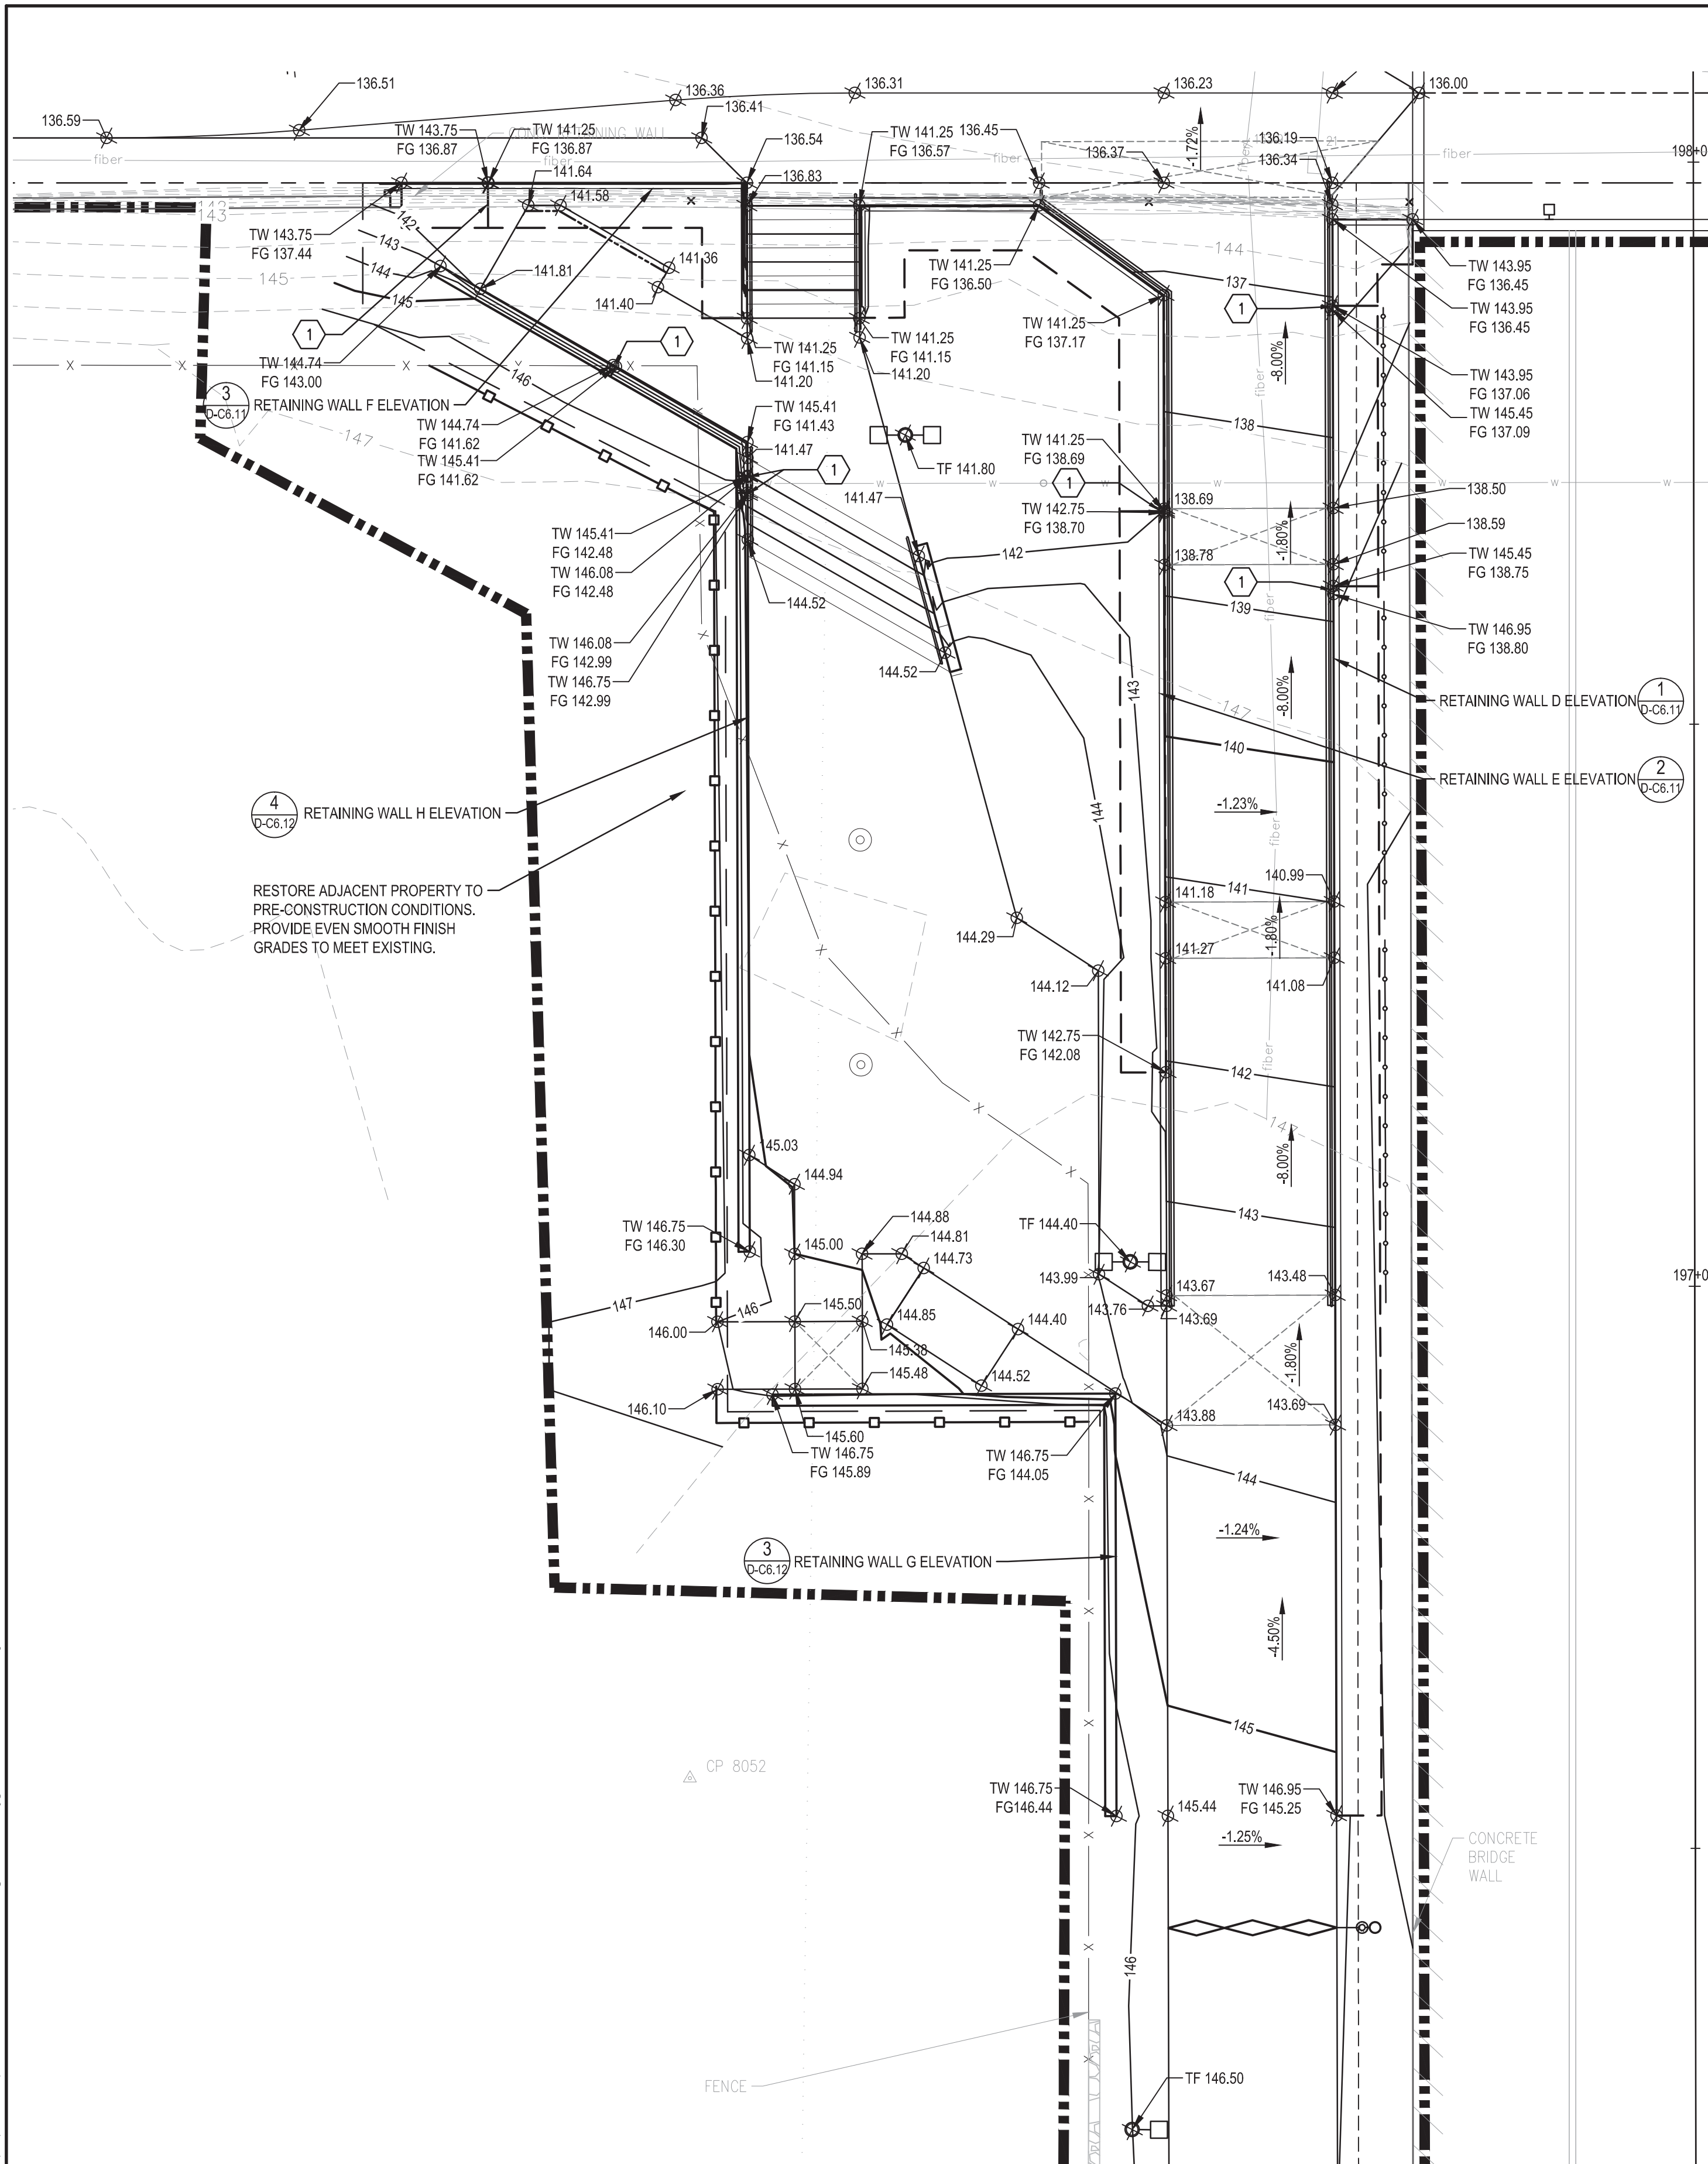 136.51
136.59
136.36
136.41
136.31
136.23
136.00
TW 143.75
FG 136.87
TW 141.25
FG 136.87
136.54
TW 141.25
FG 136.57
136.45
136.37
-1.72%
136.19
136.34
198+0
fiber
fiber
fiber
fiber
fiber
141.64
141.58
136.83
143
142
143
144
145
145
TW 143.75
FG 137.44
141.81
141.36
141.40
TW 141.25
FG 136.50
144
137
TW 143.95
FG 136.45
TW 143.95
FG 136.45
1
TW 144.74
FG 143.00
1
TW 141.25
FG 141.15
141.20
TW 141.25
FG 141.15
141.20
TW 141.25
FG 137.17
1
-8.00%
fiber
TW 143.95
FG 137.06
TW 145.45
FG 137.09
3
D-C6.11
RETAINING WALL F ELEVATION
146
147
TW 144.74
FG 141.62
TW 145.41
FG 141.62
TW 145.41
FG 141.43
141.47
1
TF 141.80
141.47
138
TW 141.25
FG 138.69
1
TW 142.75
FG 138.70
138.69
138.50
138.59
-1.80%
138.78
142
TW 145.41
FG 142.48
TW 146.08
FG 142.48
144.52
TW 145.45
FG 138.75
1
139
fiber
TW 146.95
FG 138.80
TW 146.08
FG 142.99
TW 146.75
FG 142.99
144.52
143
147
-8.00%
RETAINING WALL D ELEVATION
1
D-C6.11
140
RETAINING WALL E ELEVATION
2
D-C6.11
4
D-C6.12
RETAINING WALL H ELEVATION
-1.23%
144
fiber
RESTORE ADJACENT PROPERTY TO
PRE-CONSTRUCTION CONDITIONS.
PROVIDE EVEN SMOOTH FINISH
GRADES TO MEET EXISTING.
140.99
141
141.18
-1.80%
144.29
141.27
144.12
141.08
TW 142.75
FG 142.08
fiber
142
147
145.03
144.94
-8.00%
TW 146.75
FG 146.30
144.88
144.81
144.73
145.00
TF 144.40
143
143.99
143.67
143.48
147
146
145.50
144.85
144.40
143.76
143.69
146.00
145.38
145.48
144.52
-1.80%
146.10
145.60
143.88
143.69
TW 146.75
FG 145.89
TW 146.75
FG 144.05
144
-1.24%
3
D-C6.12
RETAINING WALL G ELEVATION
-4.50%
145
CP 8052
TW 146.75
FG146.44
145.44
TW 146.95
FG 145.25
-1.25%
CONCRETE
BRIDGE
WALL
146
FENCE
TF 146.50
197+0